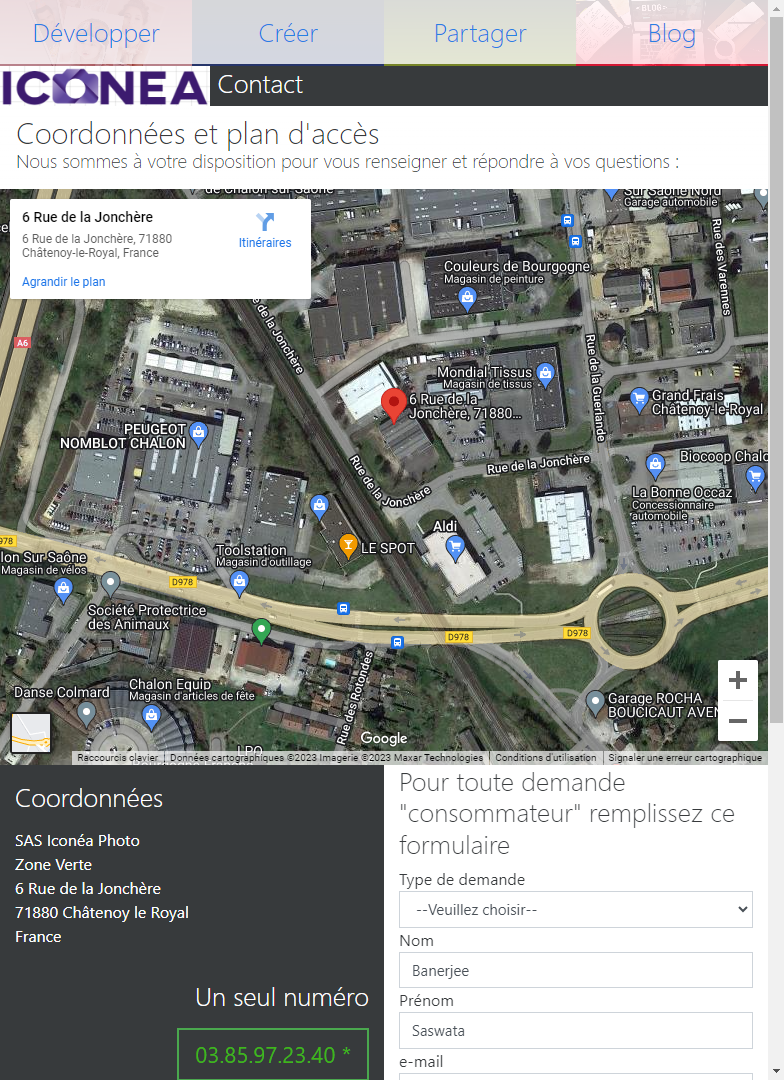 Développer
Créer
Partager
Blog
ICONEA
Contact
Coordonnées et plan d'accès
Nous sommes à votre disposition pour vous renseigner et répondre à vos questions :
de Chalon sur Saône
Sur Saône Nord
Garage automobile
6 Rue de la Jonchère
6 Rue de la Jonchère, 71880
Châtenoy-le-Royal, France
Itinéraires
Agrandir le plan
Rue des Varennes
Couleurs de Bourgogne
Magasin de peinture
Rue de la Jonchère
A6
Rue de la Guerlande
Mondial Tissus
Magasin de tissus
6 Rue de la
Jonchère, 71880...
Grand Frais
Châtenoy-le-Royal
PEUGEOT
NOMBLOT CHALON
Rue de la Jonchère
Rue de la Jonchère
Biocoop Chalo
La Bonne Occaz
Concessionnaire
automobile
Aldi
LE SPOT
D978
lon Sur Saône
Magasin de vélos
Toolstation
Magasin d'outillage
D978
Société Protectrice
des Animaux
D978
D978
Rue des Rotondes
Danse Colmard
Chalon Equip
Magasin d'articles de fête
Garage ROCHA
BOUCICAUT AVEN
LPO
Google
Raccourcis clavier
Données cartographiques ©2023 Imagerie ©2023 Maxar Technologies
Conditions d'utilisation
Signaler une erreur cartographique
Coordonnées
SAS Iconéa Photo
Zone Verte
6 Rue de la Jonchère
71880 Châtenoy le Royal
France
Un seul numéro
03.85.97.23.40 *
Pour toute demande
"consommateur" remplissez ce
formulaire
Type de demande
--Veuillez choisir--
Nom
Banerjee
Prénom
Saswata
e-mail